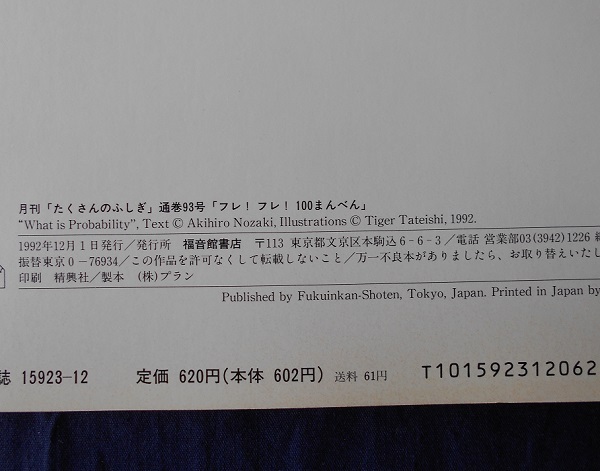 月刊「たくさんのふしぎ」通巻93号「フレ！フレ！100まんべん」
"What is Probability", Text © Akihiro Nozaki, Illustrations © Tiger Tateishi, 1992.
1992年12月1日発行／発行所 福音館書店 〒113 東京都文京区本駒込6-6-3／電話 営業部03(3942)1226
振替東京0-76934／この作品を許可なくして転載しないこと／万一不良本がありましたら、お取り替えいたし
印刷 精興社／製本 (株)プラン
Published by Fukuinkan-Shoten, Tokyo, Japan. Printed in Japan by
誌 15923-12 定価 620円(本体 602円) 送料 61円 T101592312062